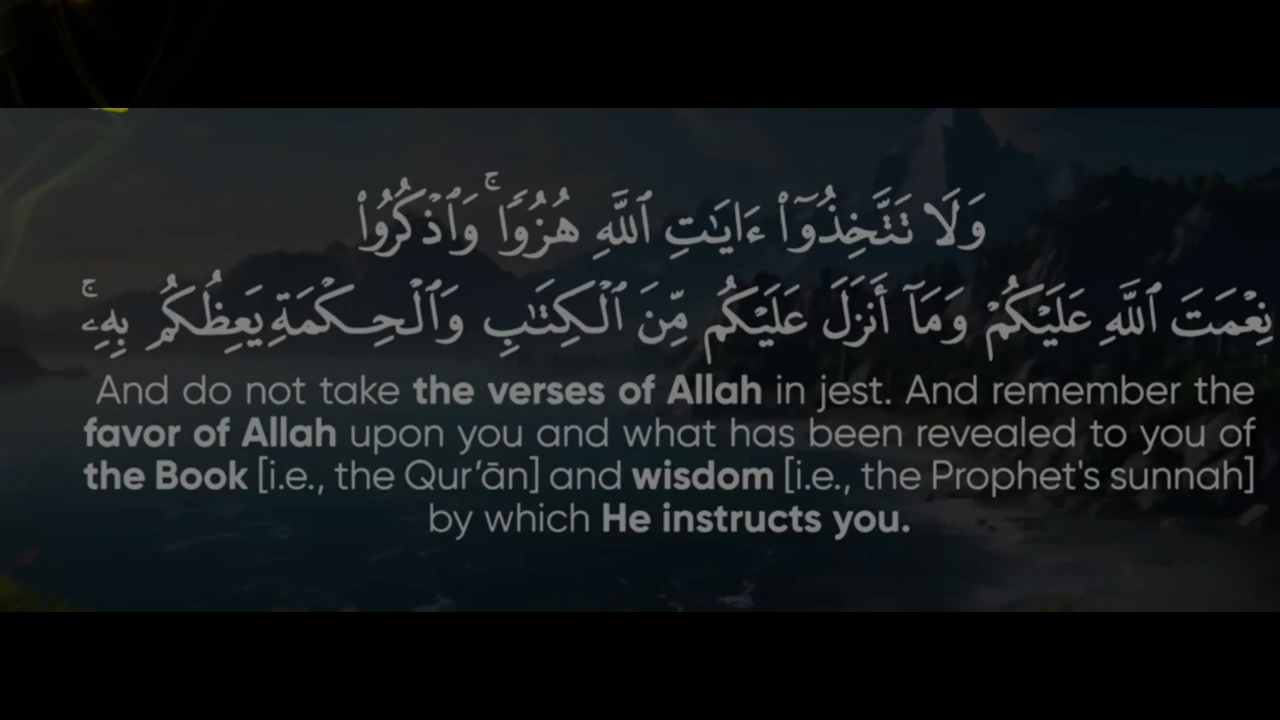 وَلَا تَتَّخِذُوٓا۟ ءَايَـٰتِ ٱللَّهِ هُزُوًۭا ۚ وَٱذْكُرُوا۟
نِعْمَتَ ٱللَّهِ عَلَيْكُمْ وَمَآ أَنزَلَ عَلَيْكُم مِّنَ ٱلْكِتَـٰبِ وَٱلْحِكْمَةِ يَعِظُكُم بِهِۦ ۚ
And do not take the verses of Allah in jest. And remember the
favor of Allah upon you and what has been revealed to you of
the Book [i.e., the Qur’ān] and wisdom [i.e., the Prophet's sunnah]
by which He instructs you.